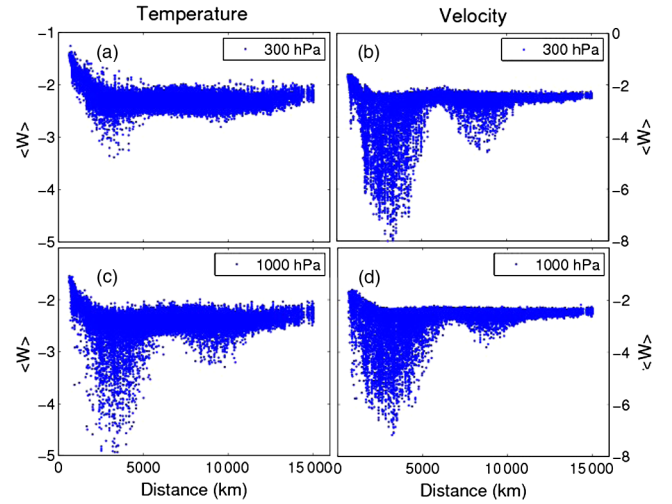 Temperature
Velocity
(a)
300 hPa
(b)
300 hPa
(c)
1000 hPa
(d)
1000 hPa
−1
−2
−3
−4
−5
0
−2
−4
−6
−8
−2
−3
−4
−5
−2
−4
−6
−8
<W>
<W>
<W>
<W>
0
5000
10 000
15 000
0
5000
10 000
15 000
Distance (km)
Distance (km)